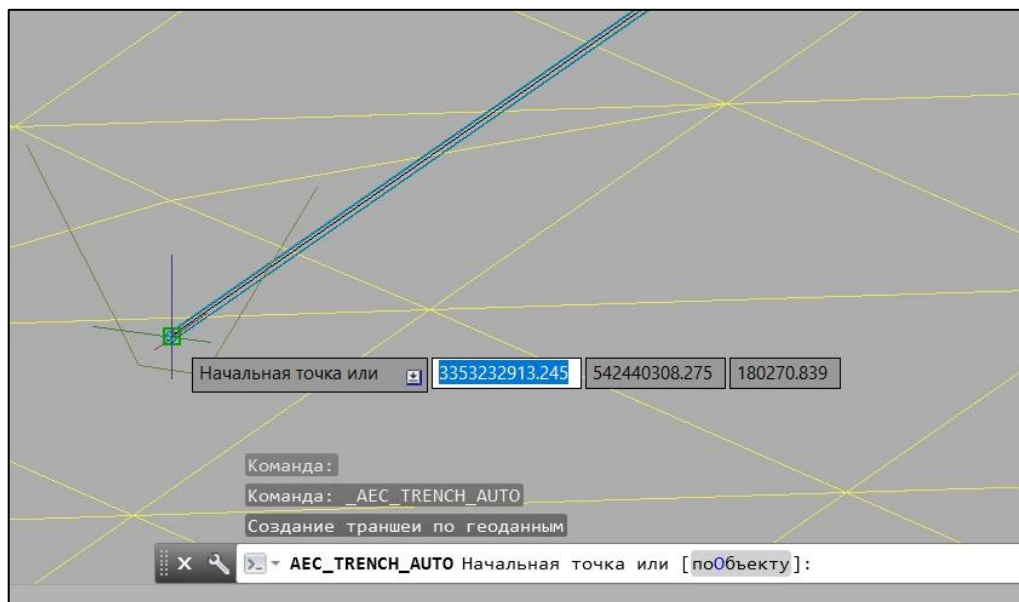 Начальная точка или 3353232913.245 542440308.275 180270.839
Команда:
Команда: _AEC_TRENCH_AUTO
Создание траншеи по геоданным
AEC_TRENCH_AUTO Начальная точка или [поОбъекту]: